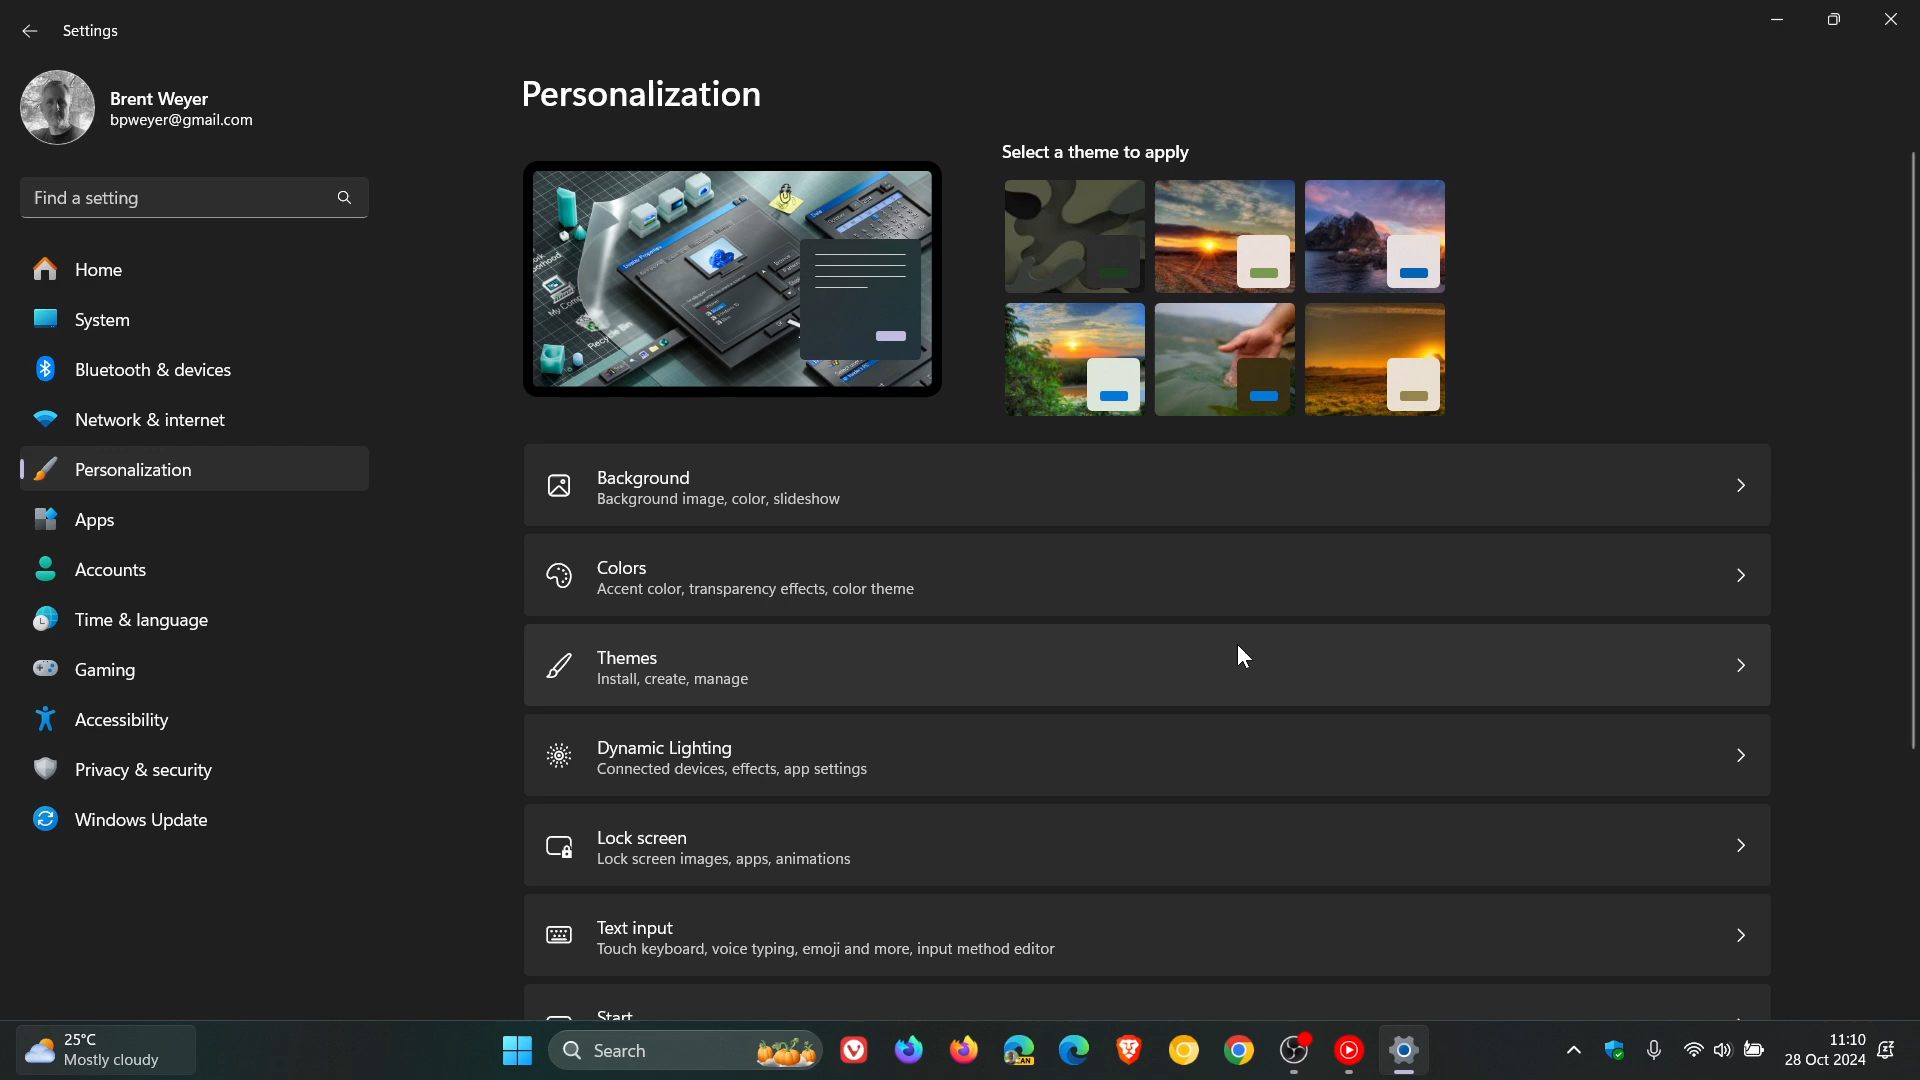 Settings
Brent Weyer
bpweyer@gmail.com
Find a setting
Home
System
Bluetooth & devices
Network & internet
Personalization
Apps
Accounts
Time & language
Gaming
Accessibility
Privacy & security
Windows Update
Personalization
Select a theme to apply
Background
Background image, color, slideshow
Colors
Accent color, transparency effects, color theme
Themes
Install, create, manage
Dynamic Lighting
Connected devices, effects, app settings
Lock screen
Lock screen images, apps, animations
Text input
Touch keyboard, voice typing, emoji and more, input method editor
Start
25°C
Mostly cloudy
Search
CAN
11:10
28 Oct 2024